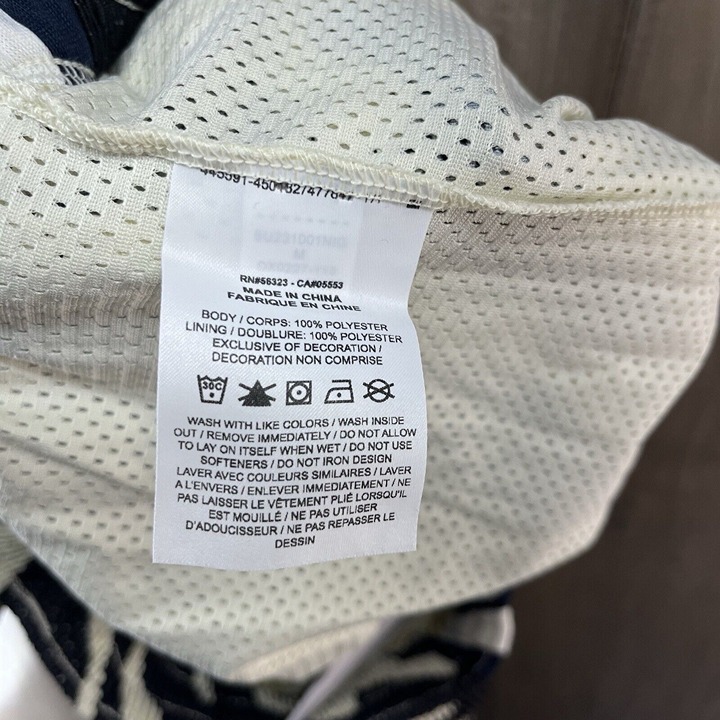 RN#56323 - CA#05553
MADE IN CHINA
FABRIQUE EN CHINE
BODY / CORPS: 100% POLYESTER
LINING / DOUBLURE: 100% POLYESTER
EXCLUSIVE OF DECORATION /
DECORATION NON COMPRISE
30C
WASH WITH LIKE COLORS / WASH INSIDE
OUT / REMOVE IMMEDIATELY / DO NOT ALLOW
TO LAY ON ITSELF WHEN WET / DO NOT USE
SOFTENERS / DO NOT IRON DESIGN
LAVER AVEC COULEURS SIMILAIRES / LAVER
A L'ENVERS / ENLEVER IMMEDIATEMENT / NE
PAS LAISSER LE VÊTEMENT PLIÉ LORSQU'IL
EST MOUILLÉ / NE PAS UTILISER
D'ADOUCISSEUR / NE PAS REPASSER LE
DESSIN